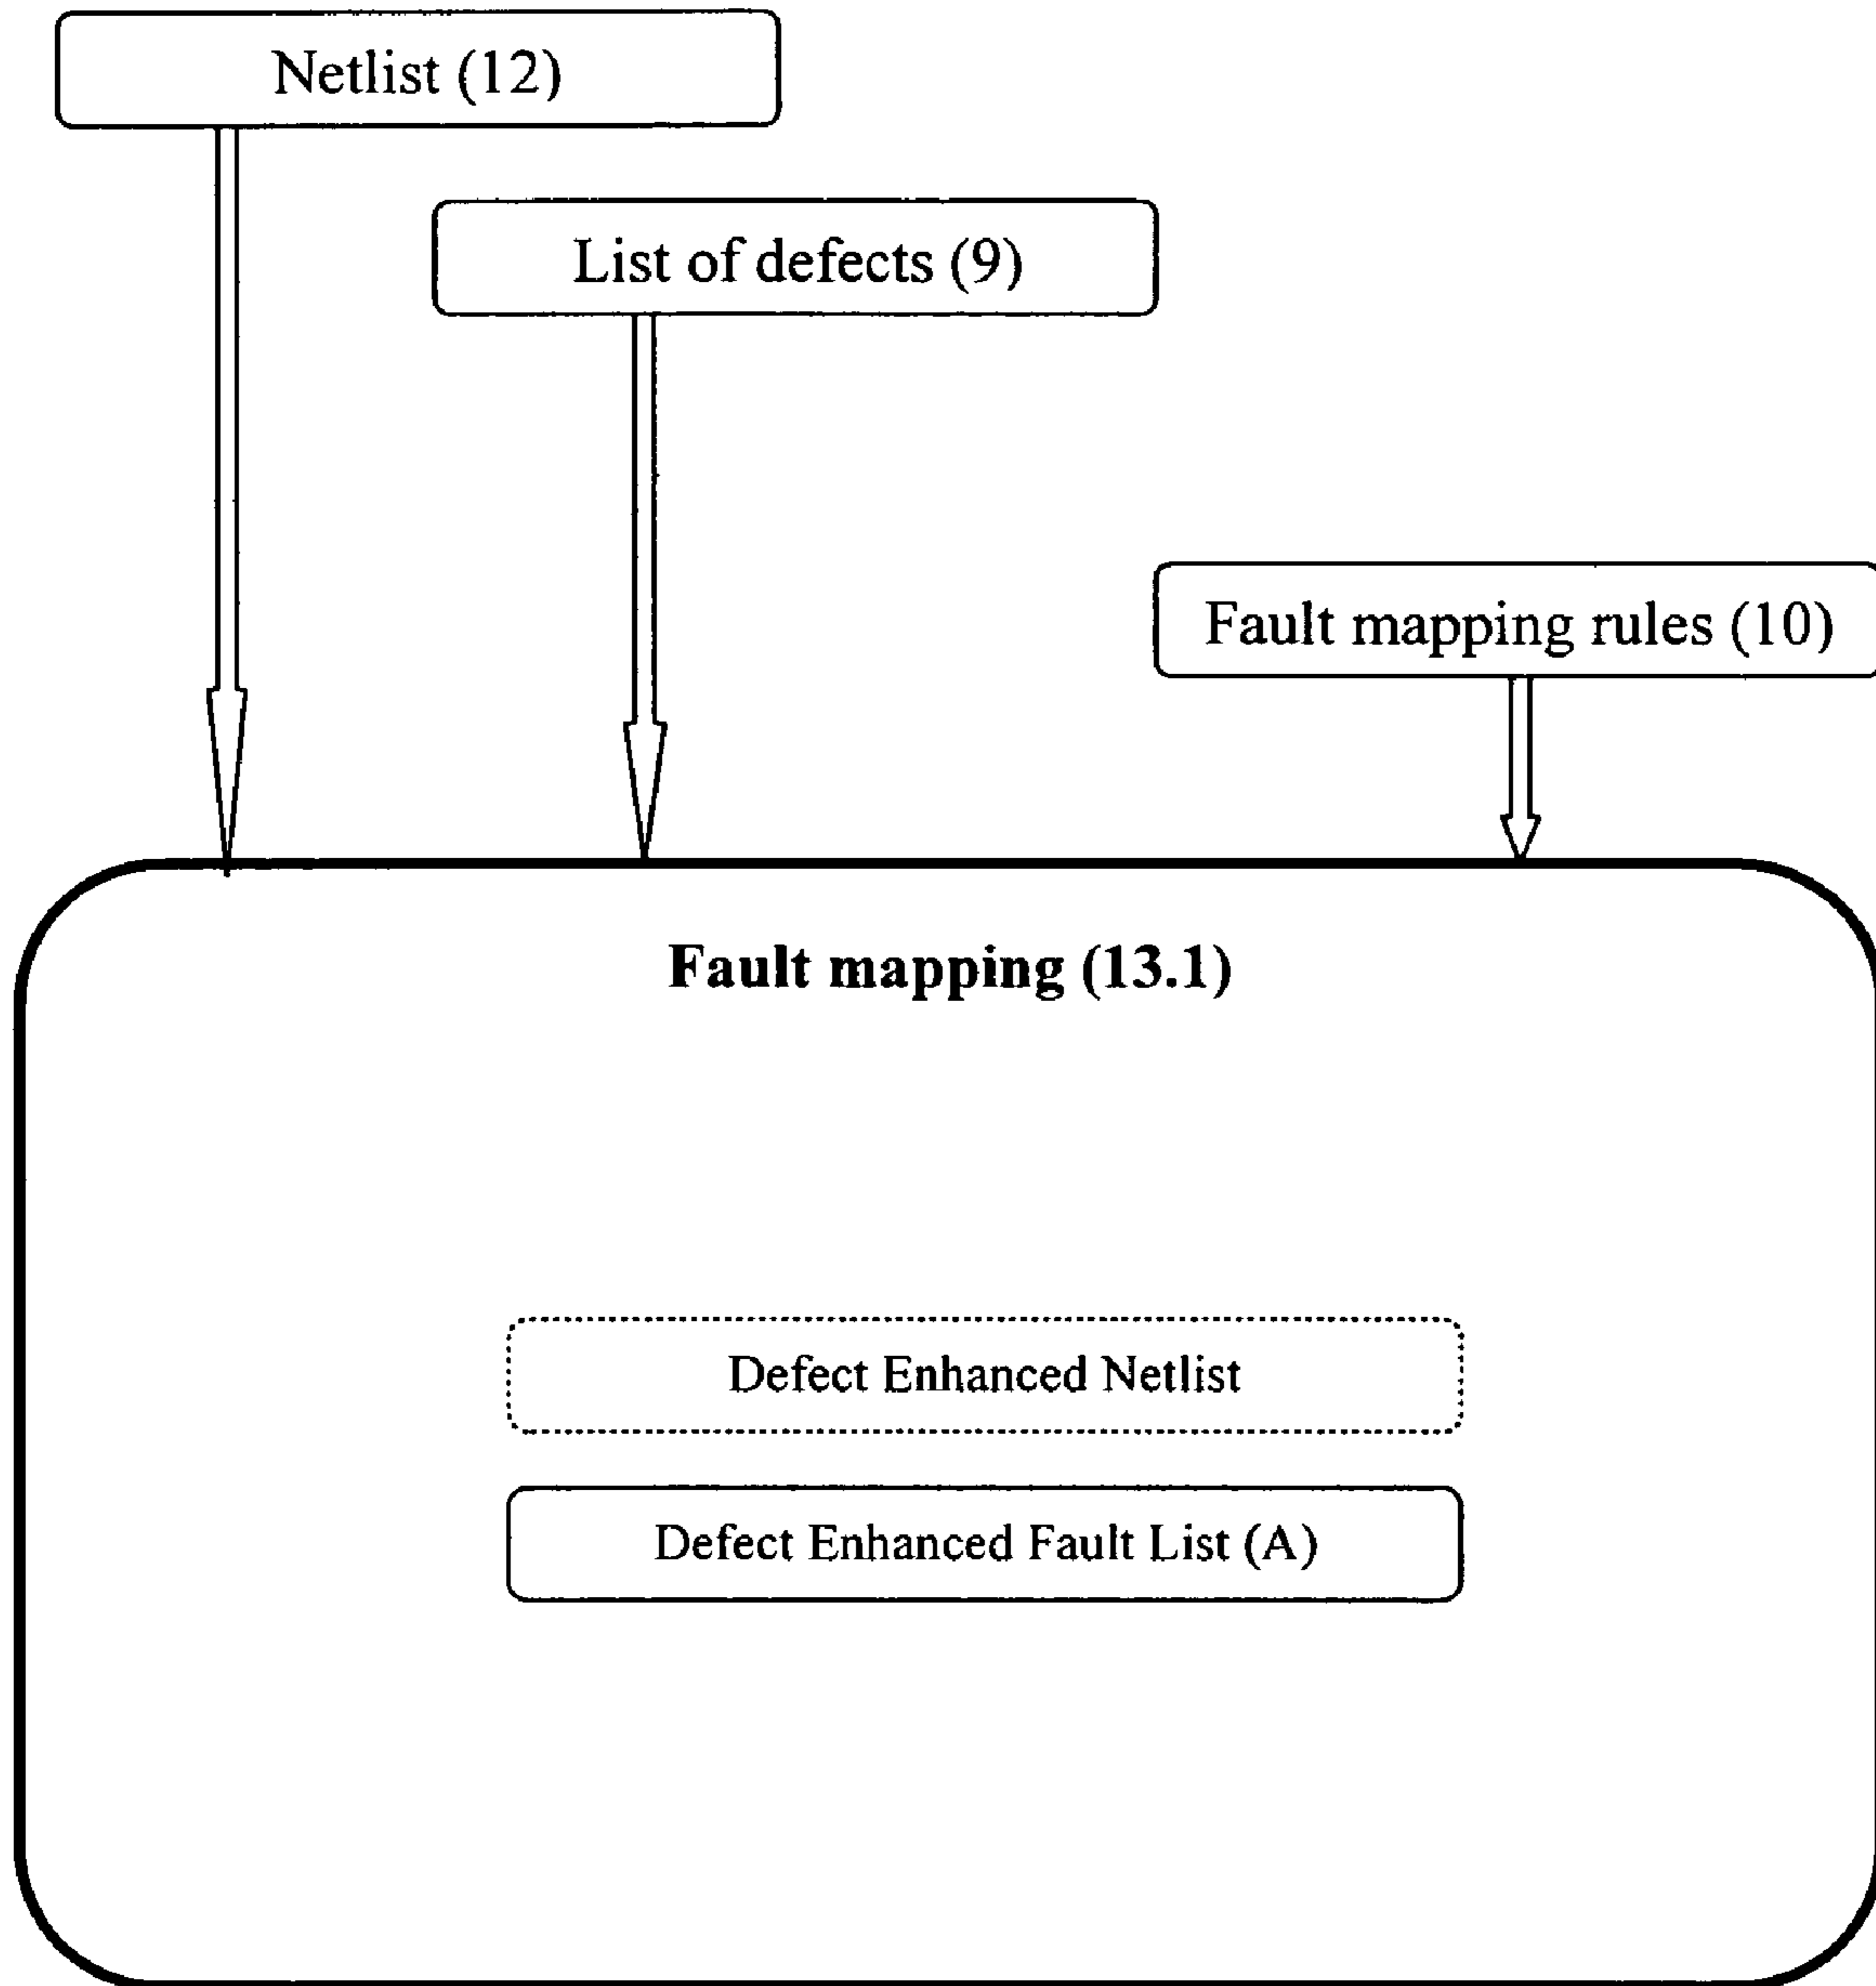 Netlist (12)
List of defects (9)
Fault mapping rules (10)
Fault mapping (13.1)
Defect Enhanced Netlist
Defect Enhanced Fault List (A)